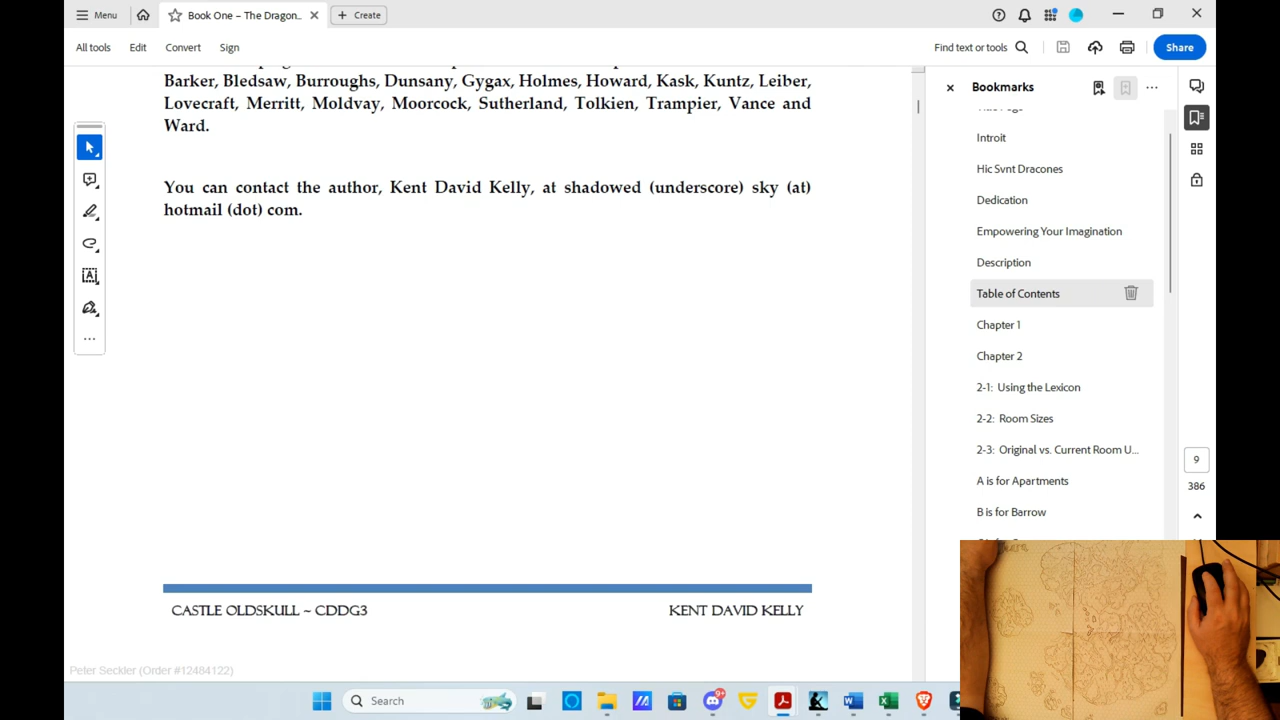 Menu
Book One – The Dragon...
Create
All tools
Edit
Convert
Sign
Find text or tools
Share
Barker, Bledsaw, Burroughs, Dunsany, Gygax, Holmes, Howard, Kask, Kuntz, Leiber,
Lovecraft, Merritt, Moldvay, Moorcock, Sutherland, Tolkien, Trampier, Vance and
Ward.
You can contact the author, Kent David Kelly, at shadowed (underscore) sky (at)
hotmail (dot) com.
CASTLE OLDSKULL ~ CDDG3
KENT DAVID KELLY
Peter Seckler (Order #12484122)
Bookmarks
Introit
Hic Svnt Dracones
Dedication
Empowering Your Imagination
Description
Table of Contents
Chapter 1
Chapter 2
2-1: Using the Lexicon
2-2: Room Sizes
2-3: Original vs. Current Room U...
A is for Apartments
B is for Barrow
9
386
Search
9+